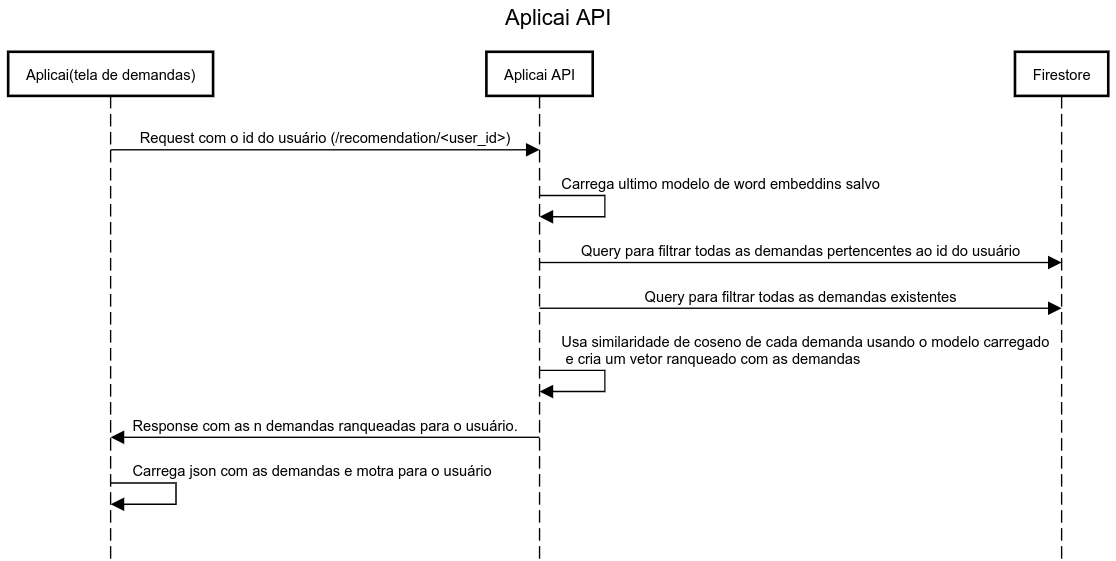 Aplicai API
Aplicai(tela de demandas)
Aplicai API
Firestore
Request com o id do usuário (/recomendation/<user_id>)
Carrega ultimo modelo de word embeddins salvo
Query para filtrar todas as demandas pertencentes ao id do usuário
Query para filtrar todas as demandas existentes
Usa similaridade de coseno de cada demanda usando o modelo carregado
e cria um vetor ranqueado com as demandas
Response com as n demandas ranqueadas para o usuário.
Carrega json com as demandas e motra para o usuário